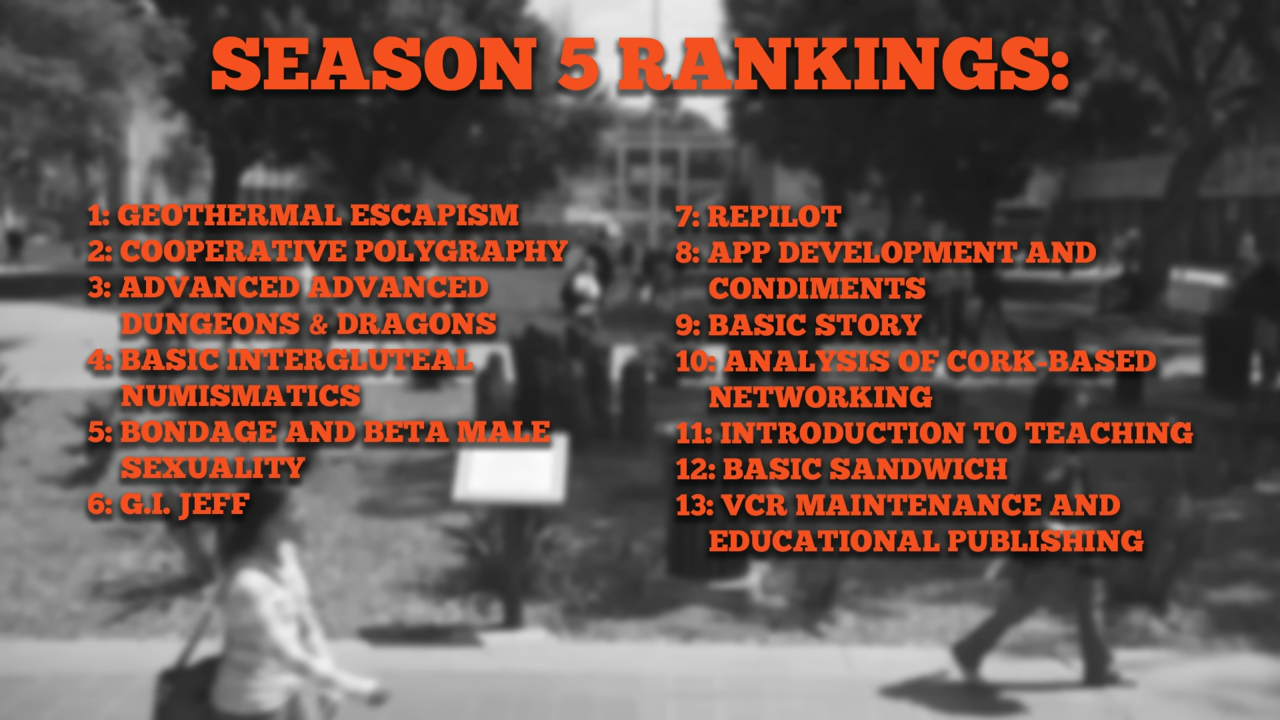 SEASON 5 RANKINGS:
1: GEOTHERMAL ESCAPISM
2: COOPERATIVE POLYGRAPHY
3: ADVANCED ADVANCED
DUNGEONS & DRAGONS
4: BASIC INTERGLUTEAL
NUMISMATICS
5: BONDAGE AND BETA MALE
SEXUALITY
6: G.I. JEFF
7: REPILOT
8: APP DEVELOPMENT AND
CONDIMENTS
9: BASIC STORY
10: ANALYSIS OF CORK-BASED
NETWORKING
11: INTRODUCTION TO TEACHING
12: BASIC SANDWICH
13: VCR MAINTENANCE AND
EDUCATIONAL PUBLISHING